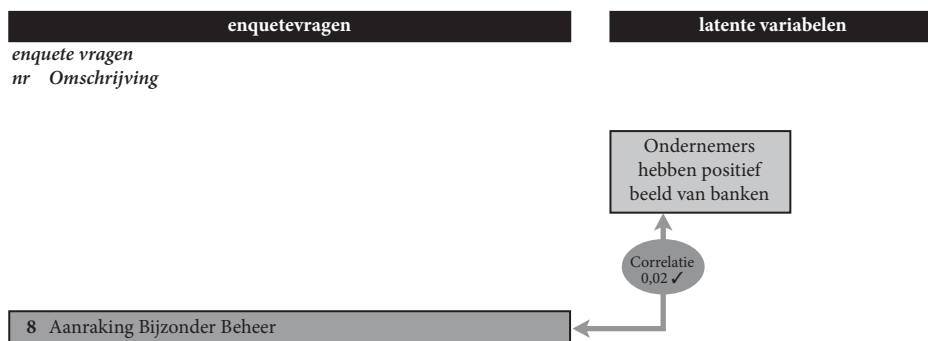 enquetevragen
latente variabelen
enquete vragen
nr Omschrijving
Ondernemers
hebben positief
beeld van banken
Correlatie
0,02 ✓
8 Aanraking Bijzonder Beheer